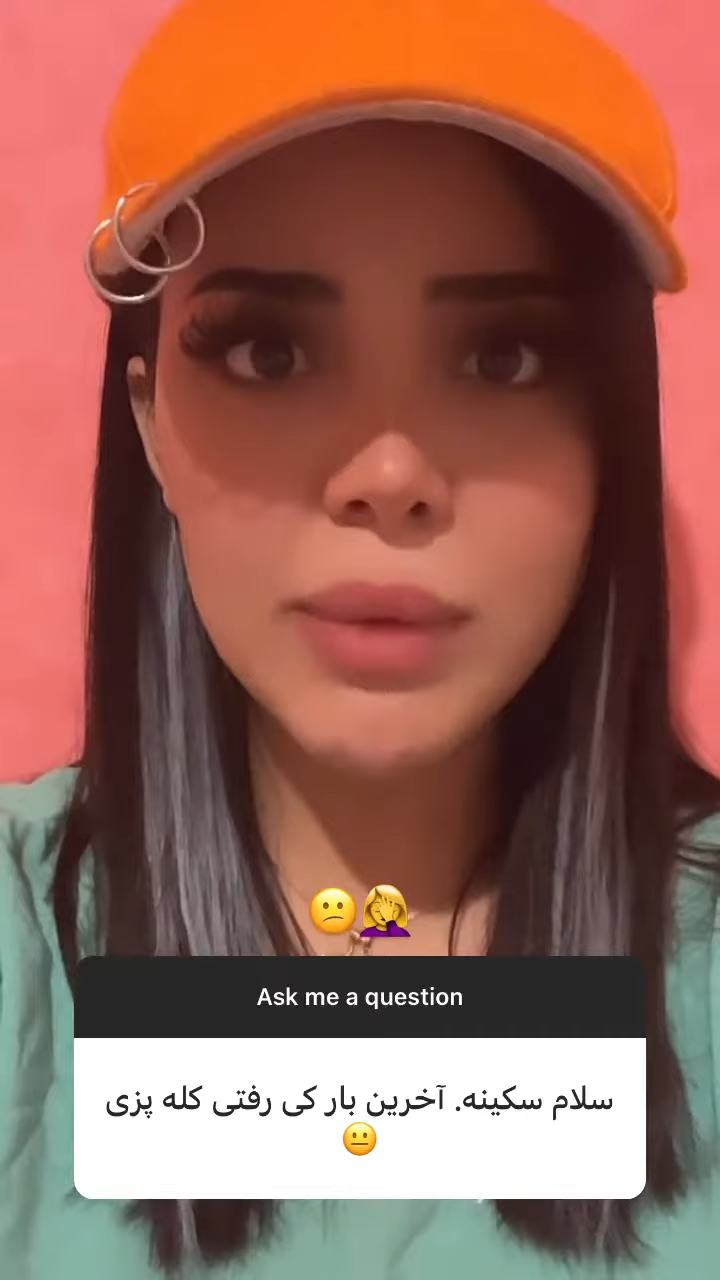 😕🤦‍♀️
Ask me a question
سلام سکینه. آخرین بار کی رفتی کله پزی
😐